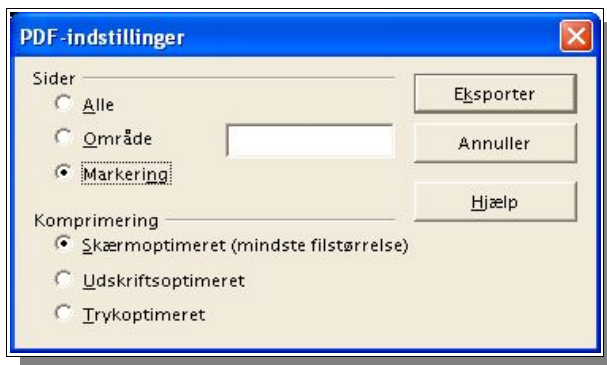 PDF-indstillinger
Sider
Alle
Område
Markering
Eksporter
Annuller
Hjælp
Komprimering
Skærmoptimeret (mindste filstørrelse)
Udskriftsoptimeret
Trykoptimeret